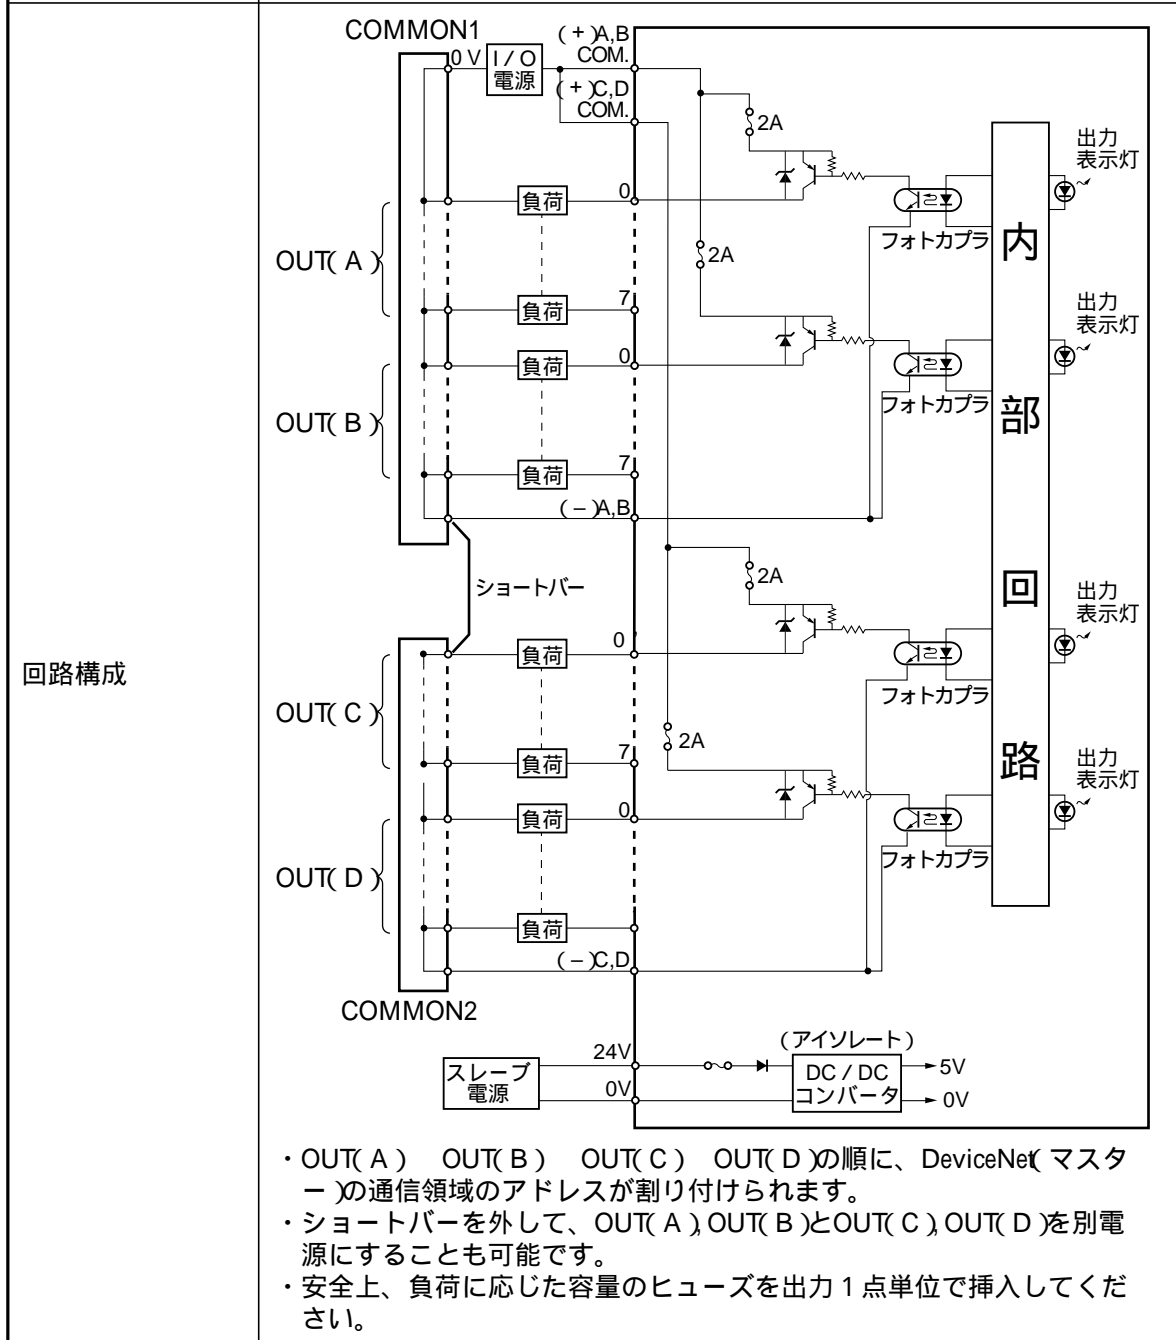 回路構成
COMMON1
0 V
I / O
電源
( + )A,B
COM.
( + )C,D
COM.
2A
出力
表示灯
負荷
0
フォトカプラ
OUT( A )
2A
負荷
7
出力
表示灯
負荷
0
フォトカプラ
OUT( B )
負荷
7
( − )A,B
内部回路
ショートバー
2A
出力
表示灯
負荷
0
フォトカプラ
OUT( C )
2A
負荷
7
出力
表示灯
負荷
0
フォトカプラ
OUT( D )
負荷
( − )C,D
COMMON2
スレーブ
電源
24V
0V
( アイソレート )
DC / DC
コンバータ
5V
0V
・OUT( A )　OUT( B )　OUT( C )　OUT( D )の順に、DeviceNet( マスタ
ー )の通信領域のアドレスが割り付けられます。
・ショートバーを外して、OUT( A ), OUT( B )とOUT( C ), OUT( D )を別電
源にすることも可能です。
・安全上、負荷に応じた容量のヒューズを出力1点単位で挿入してくだ
さい。